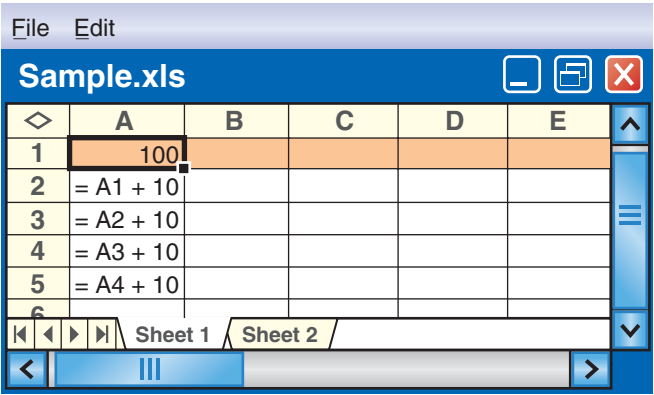 File Edit
Sample.xls
A B C D E
1 100
2 = A1 + 10
3 = A2 + 10
4 = A3 + 10
5 = A4 + 10
6
Sheet 1 Sheet 2